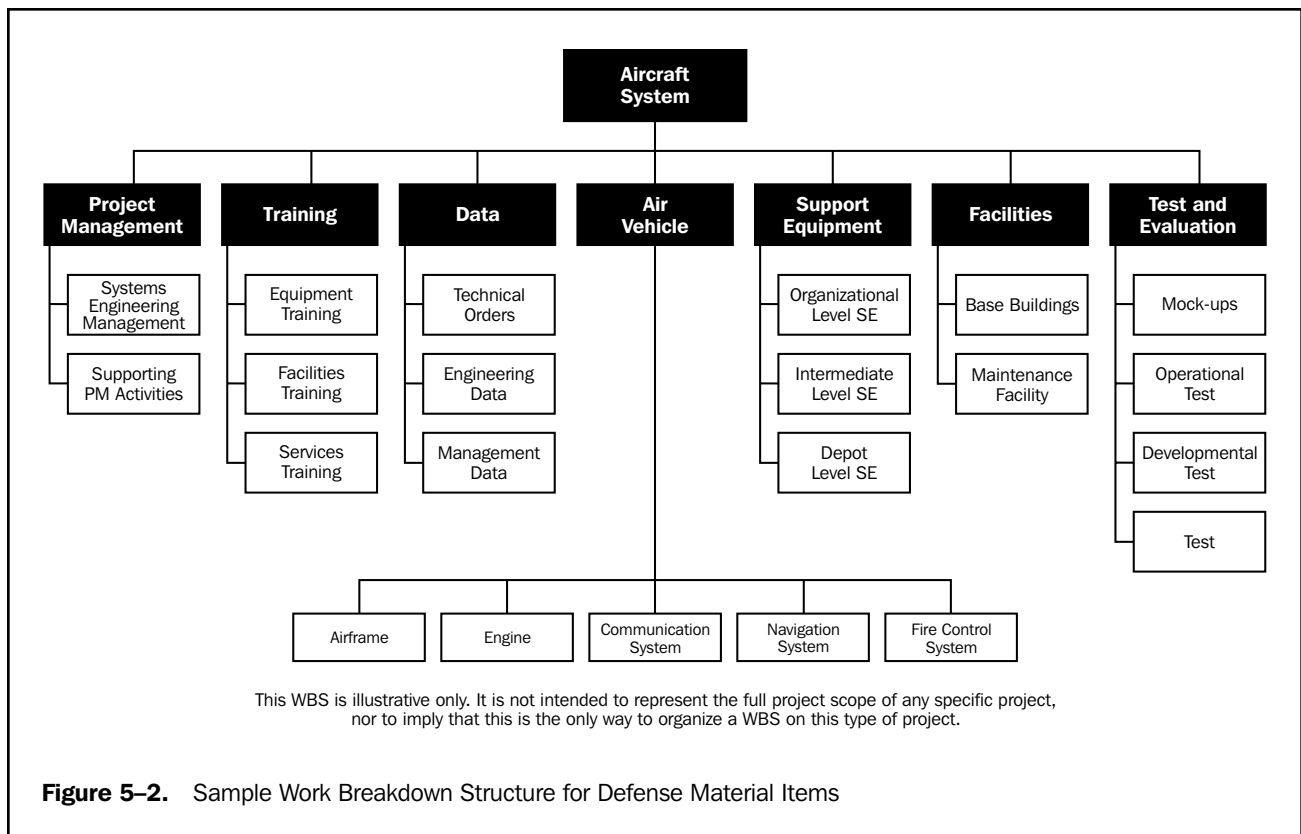 Aircraft
System
Project
Management
Training
Data
Air
Vehicle
Support
Equipment
Facilities
Test and
Evaluation
Systems
Engineering
Management
Supporting
PM Activities
Equipment
Training
Facilities
Training
Services
Training
Technical
Orders
Engineering
Data
Management
Data
Organizational
Level SE
Intermediate
Level SE
Depot
Level SE
Base Buildings
Maintenance
Facility
Mock-ups
Operational
Test
Developmental
Test
Test
Airframe
Engine
Communication
System
Navigation
System
Fire Control
System
This WBS is illustrative only. It is not intended to represent the full project scope of any specific project,
nor to imply that this is the only way to organize a WBS on this type of project.
Figure 5–2. Sample Work Breakdown Structure for Defense Material Items